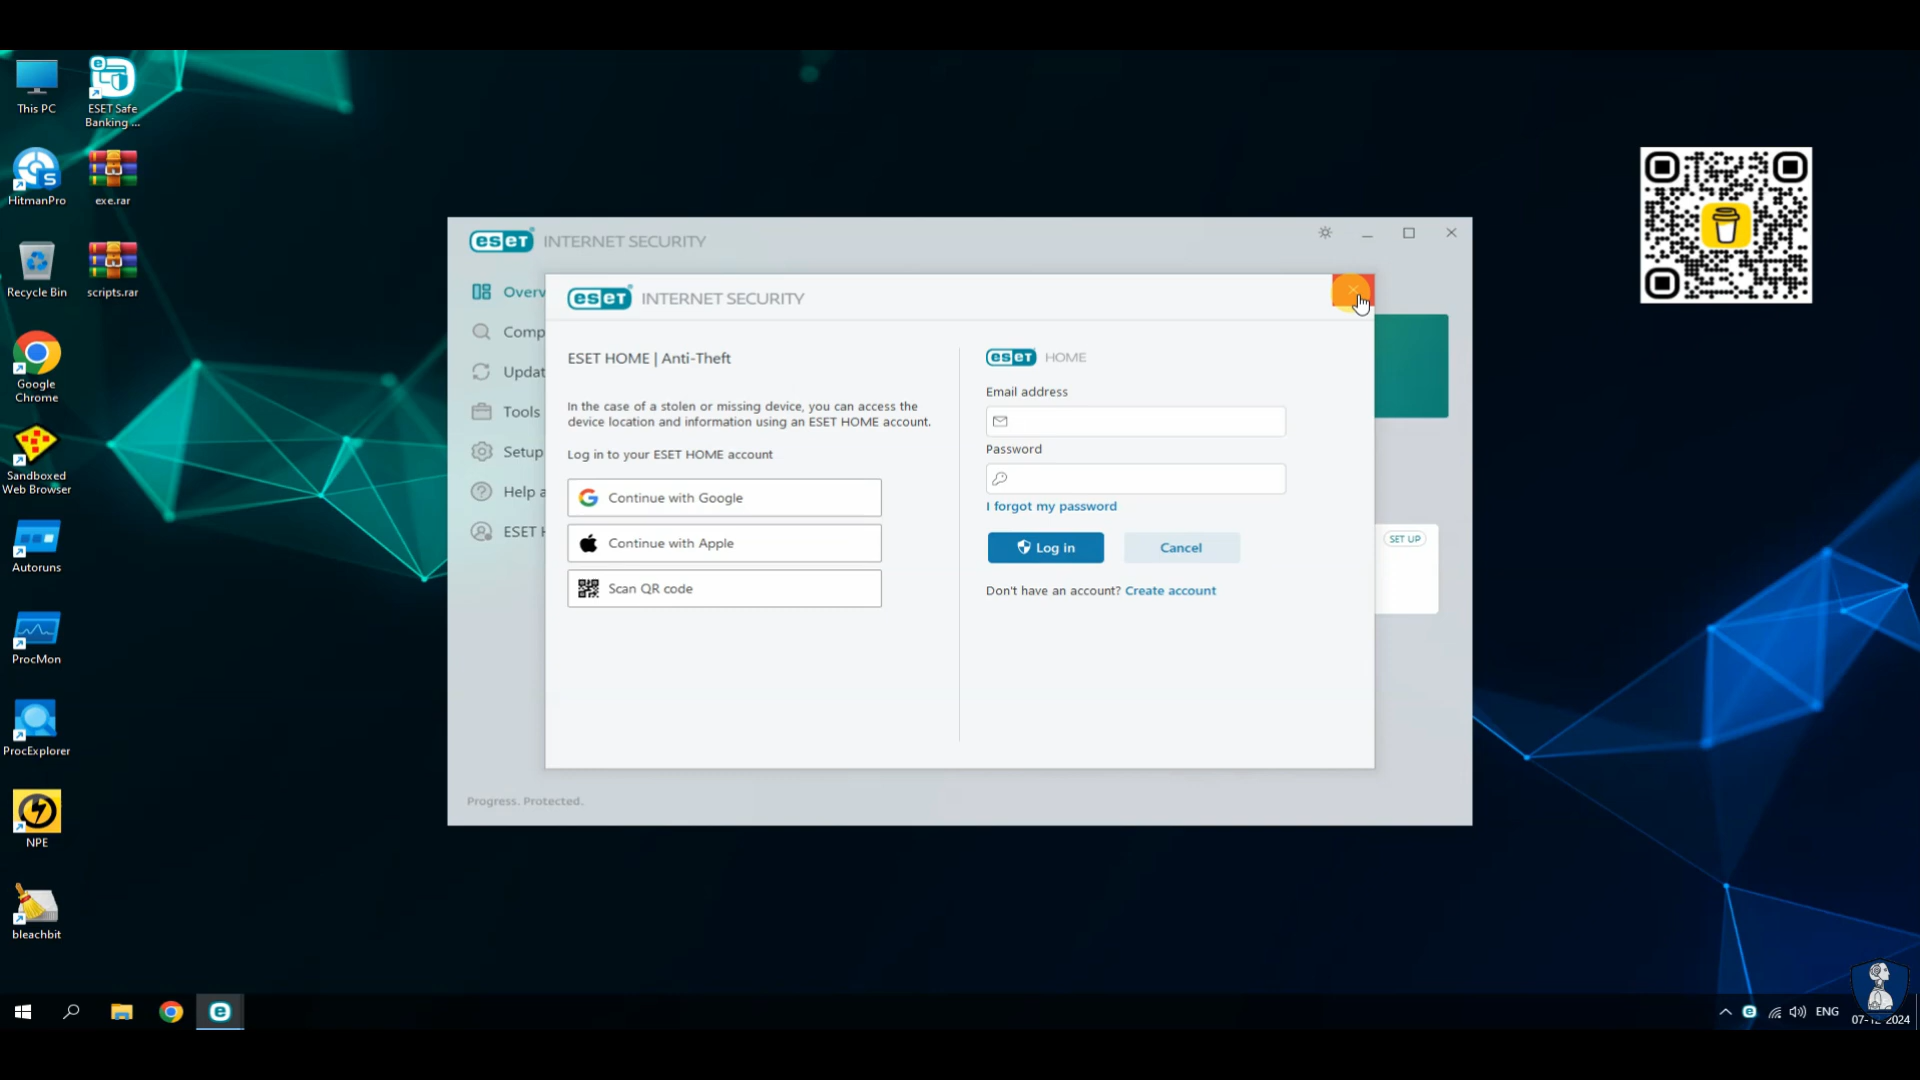 This PC
ESET Safe
Banking ...
HitmanPro
exe.rar
Recycle Bin
scripts.rar
Google
Chrome
Sandboxed
Web Browser
Autoruns
ProcMon
ProcExplorer
NPE
bleachbit
eset INTERNET SECURITY
Overv
Comp
Updat
Tools
Setup
Help a
ESET H
SET UP
Progress. Protected.
eset INTERNET SECURITY
ESET HOME | Anti-Theft
In the case of a stolen or missing device, you can access the
device location and information using an ESET HOME account.
Log in to your ESET HOME account
Continue with Google
Continue with Apple
Scan QR code
eset HOME
Email address
Password
I forgot my password
Log in
Cancel
Don't have an account? Create account
ENG